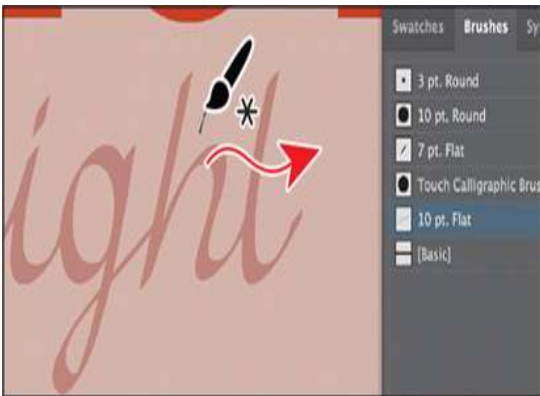 Swatches Brushes Sy
3 pt. Round
10 pt. Round
7 pt. Flat
Touch Calligraphic Brus
10 pt. Flat
[Basic]
ight